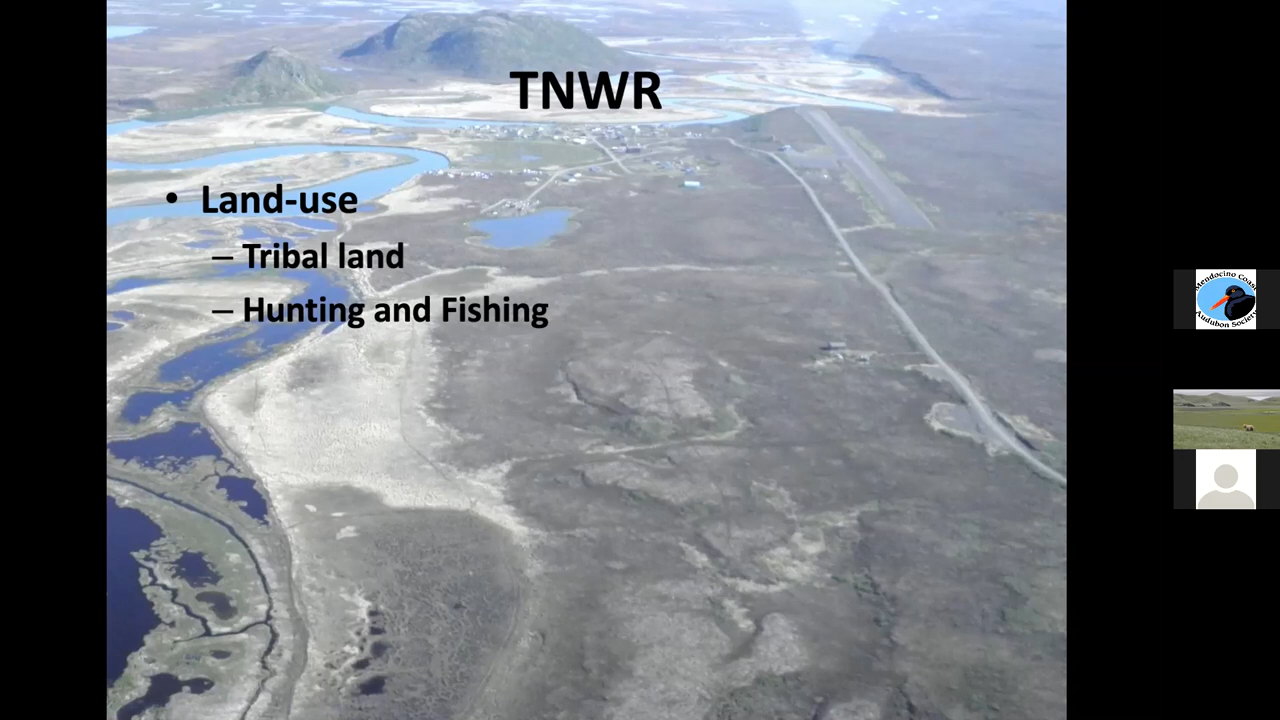 TNWR
• Land-use
– Tribal land
– Hunting and Fishing
Mendocino Coast
Audubon Society